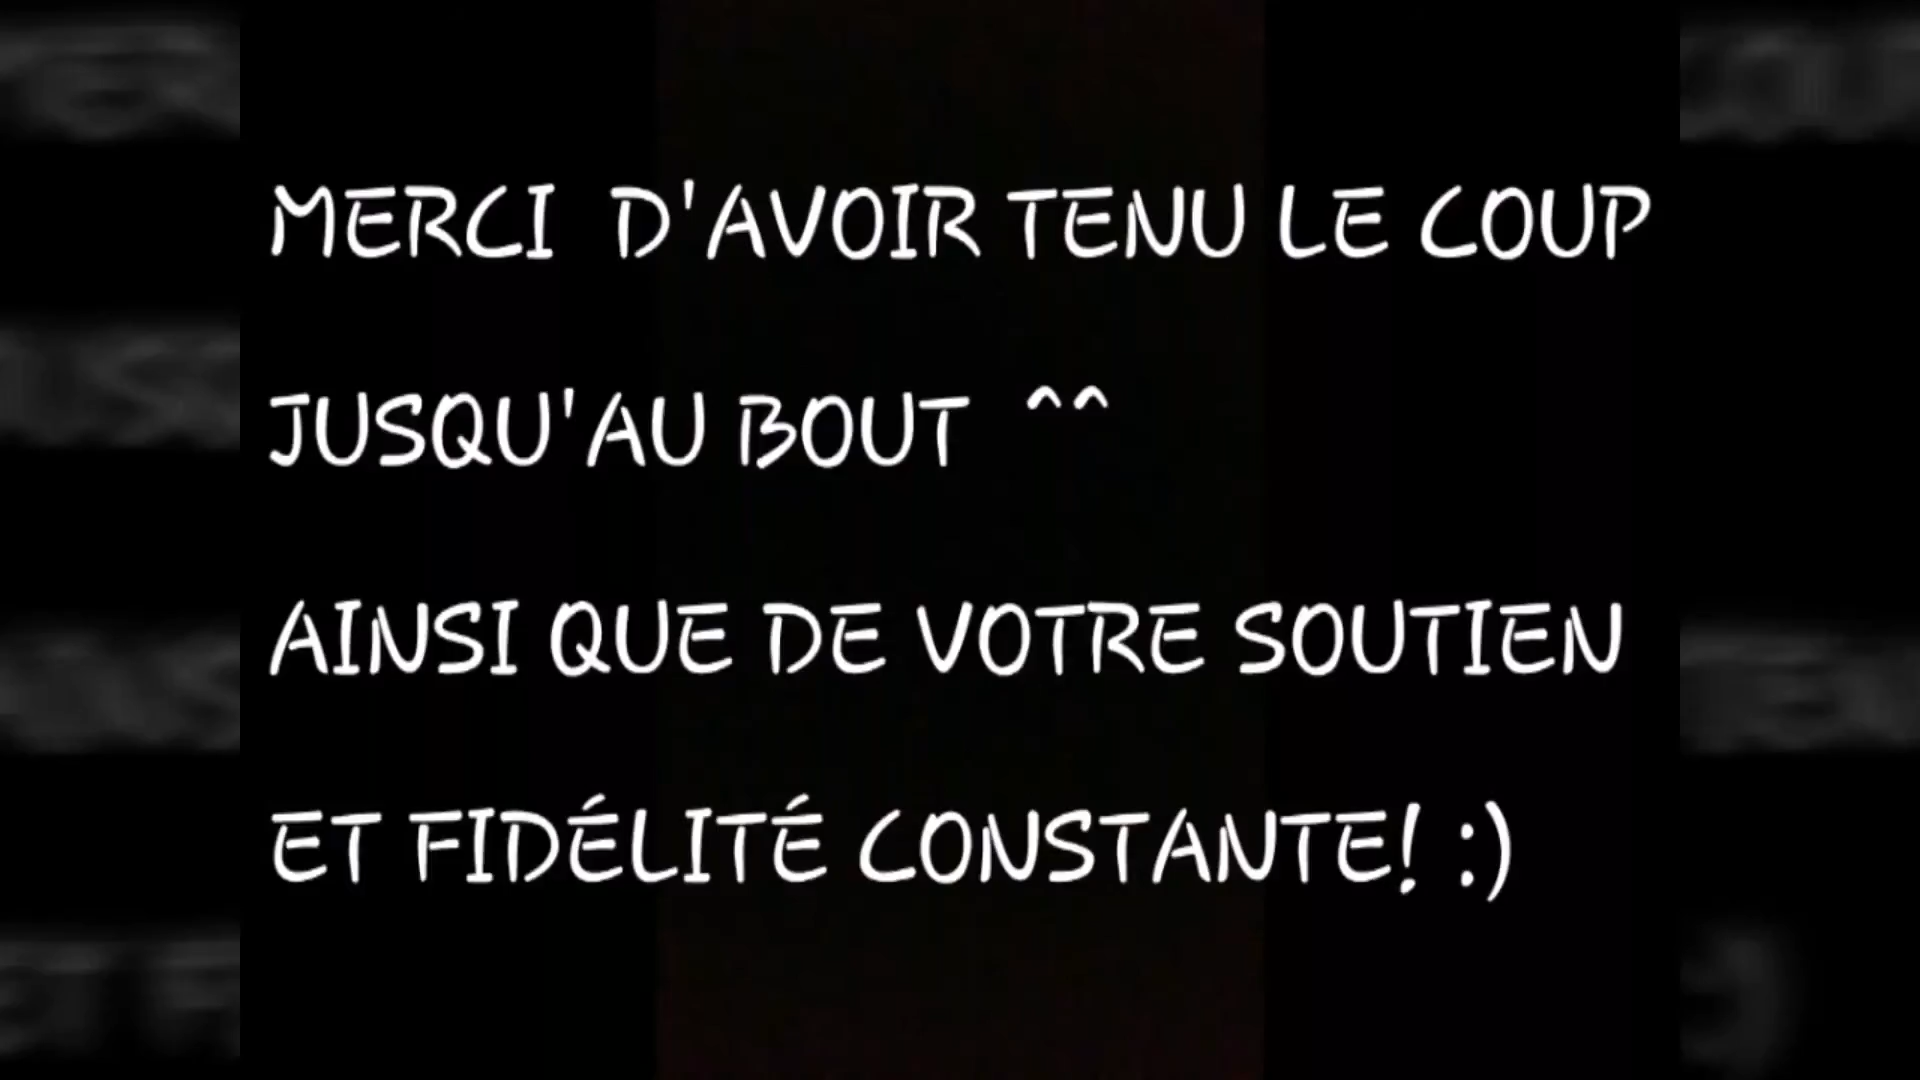 MERCI  D'AVOIR TENU LE COUP
JUSQU'AU BOUT  ^^
AINSI QUE DE VOTRE SOUTIEN
ET FIDÉLITÉ CONSTANTE! :)